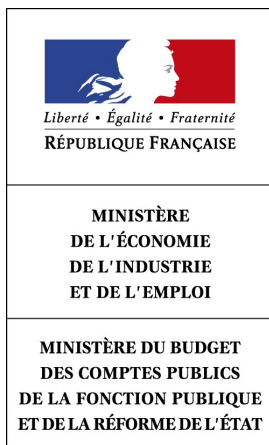 Liberté • Égalité • Fraternité
RÉPUBLIQUE FRANÇAISE
MINISTÈRE
DE L'ÉCONOMIE
DE L'INDUSTRIE
ET DE L'EMPLOI
MINISTÈRE DU BUDGET
DES COMPTES PUBLICS
DE LA FONCTION PUBLIQUE
ET DE LA RÉFORME DE L'ÉTAT